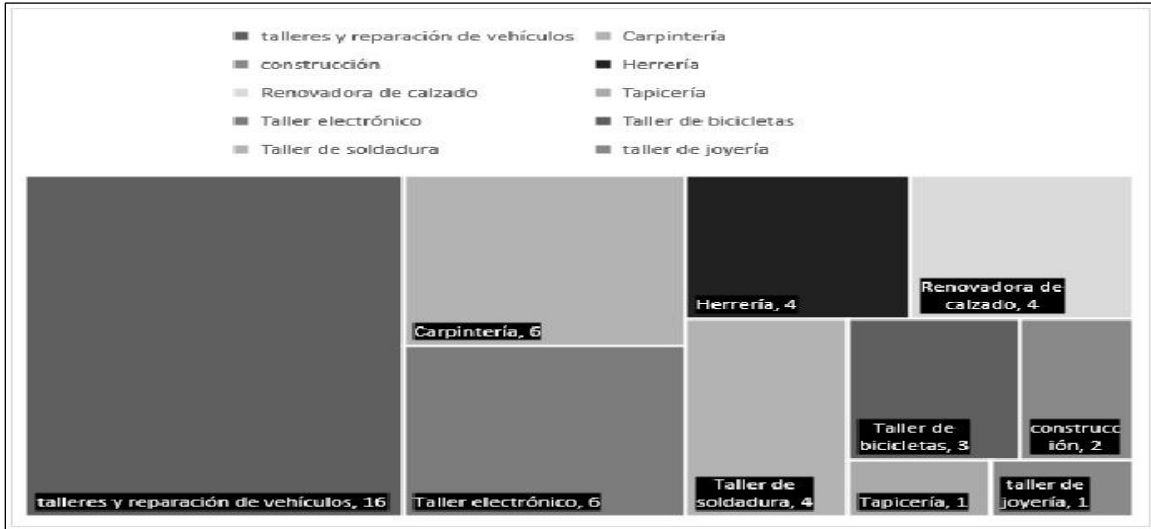 talleres y reparación de vehículos
Carpintería
construcción
Herrería
Renovadora de calzado
Tapicería
Taller electrónico
Taller de bicicletas
Taller de soldadura
taller de joyería
talleres y reparación de vehículos, 16
Carpintería, 6
Taller electrónico, 6
Herrería, 4
Renovadora de
calzado, 4
Taller de
soldadura, 4
Taller de
bicicletas, 3
construcc
ión, 2
Tapicería, 1
taller de
joyería, 1